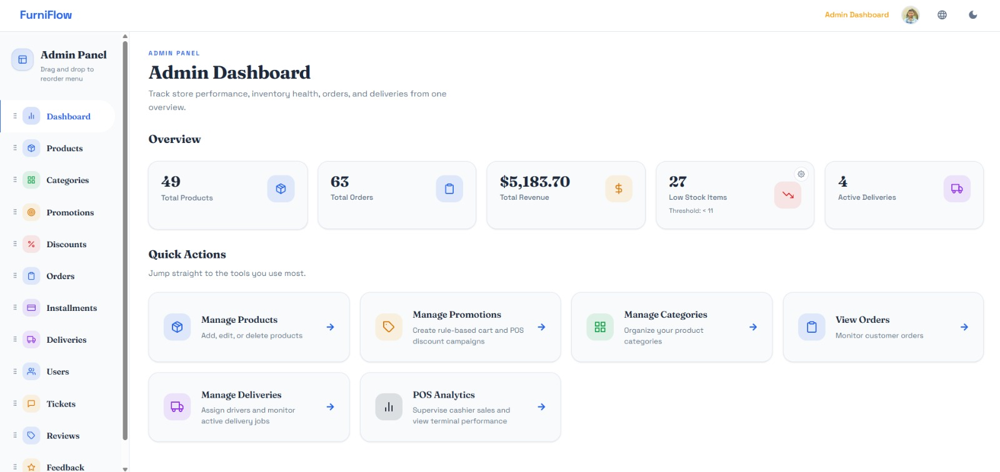 FurniFlow
Admin Dashboard
Admin Panel
Drag and drop to
reorder menu
Dashboard
Products
Categories
Promotions
Discounts
Orders
Installments
Deliveries
Users
Tickets
Reviews
Feedback
ADMIN PANEL
Admin Dashboard
Track store performance, inventory health, orders, and deliveries from one
overview.
Overview
49
Total Products
63
Total Orders
$5,183.70
Total Revenue
27
Low Stock Items
Threshold: < 11
4
Active Deliveries
Quick Actions
Jump straight to the tools you use most.
Manage Products
Add, edit, or delete products
Manage Promotions
Create rule-based cart and POS
discount campaigns
Manage Categories
Organize your product
categories
View Orders
Monitor customer orders
Manage Deliveries
Assign drivers and monitor
active delivery jobs
POS Analytics
Supervise cashier sales and
view terminal performance